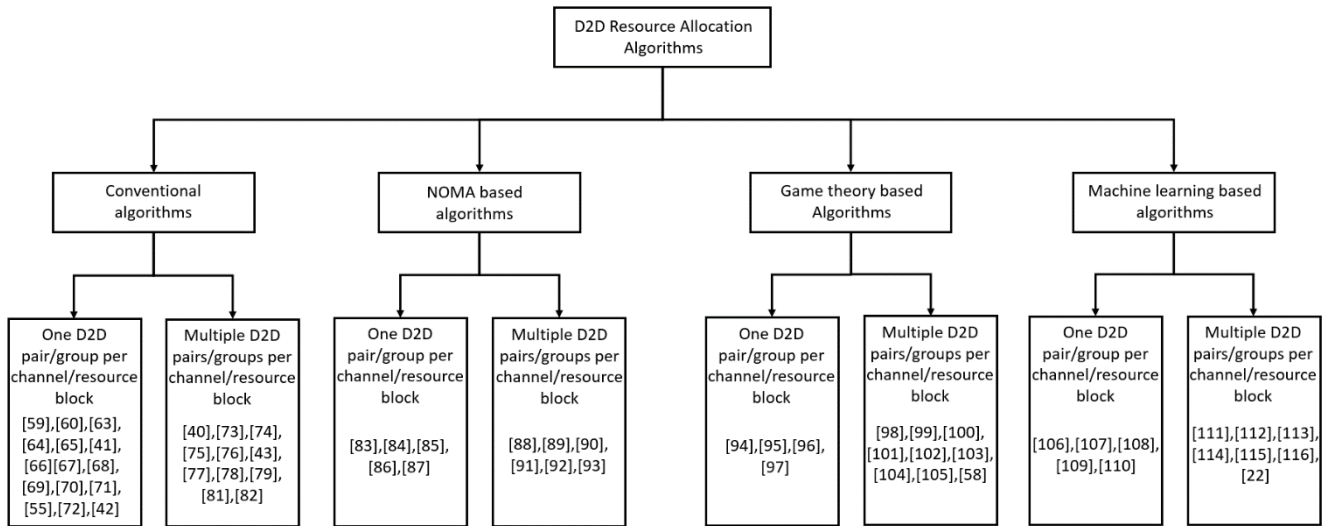 D2D Resource Allocation
Algorithms
Conventional
algorithms
NOMA based
algorithms
Game theory based
Algorithms
Machine learning based
algorithms
One D2D
pair/group per
channel/resource
block
[59],[60],[63],
[64],[65],[41],
[66][67],[68],
[69],[70],[71],
[55],[72],[42]
Multiple D2D
pairs/groups per
channel/resource
block
[40],[73],[74],
[75],[76],[43],
[77],[78],[79],
[81],[82]
One D2D
pair/group per
channel/resource
block
[83],[84],[85],
[86],[87]
Multiple D2D
pairs/groups per
channel/resource
block
[88],[89],[90],
[91],[92],[93]
One D2D
pair/group per
channel/resource
block
[94],[95],[96],
[97]
Multiple D2D
pairs/groups per
channel/resource
block
[98],[99],[100],
[101],[102],[103],
[104],[105],[58]
One D2D
pair/group per
channel/resource
block
[106],[107],[108],
[109],[110]
Multiple D2D
pairs/groups per
channel/resource
block
[111],[112],[113],
[114],[115],[116],
[22]